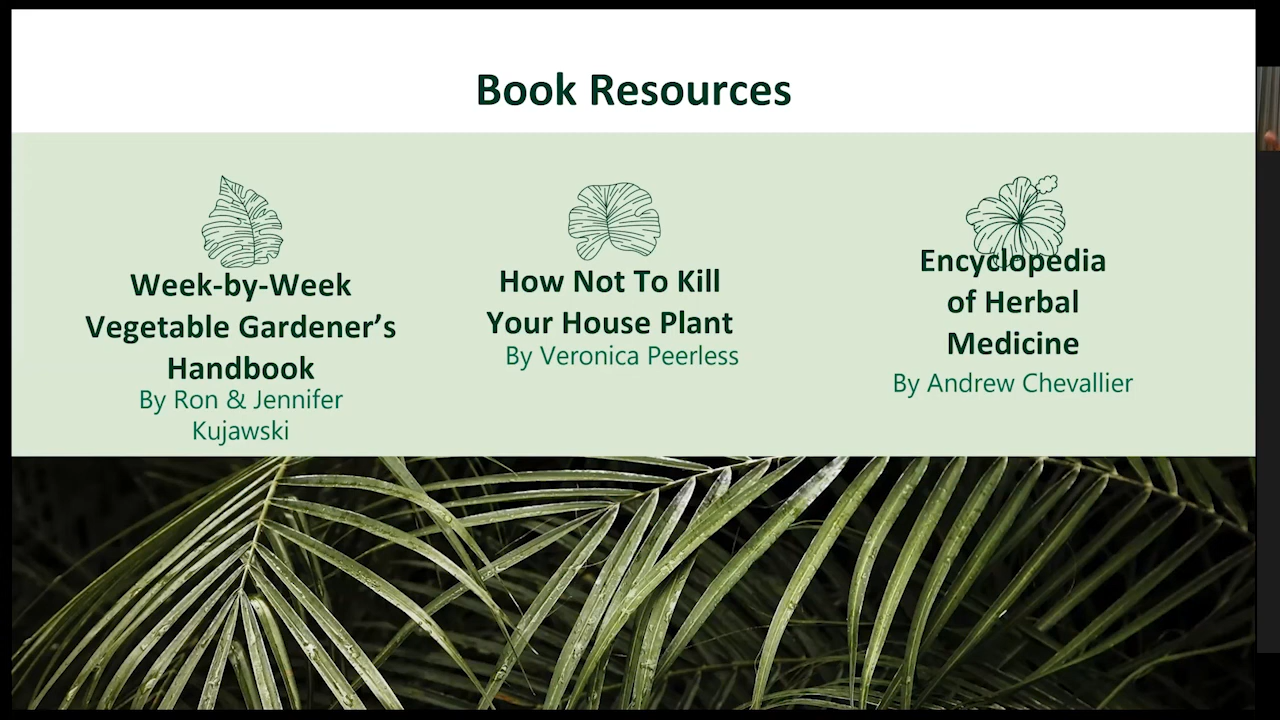 Book Resources
Week-by-Week
Vegetable Gardener’s
Handbook
By Ron & Jennifer
Kujawski
How Not To Kill
Your House Plant
By Veronica Peerless
Encyclopedia
of Herbal
Medicine
By Andrew Chevallier